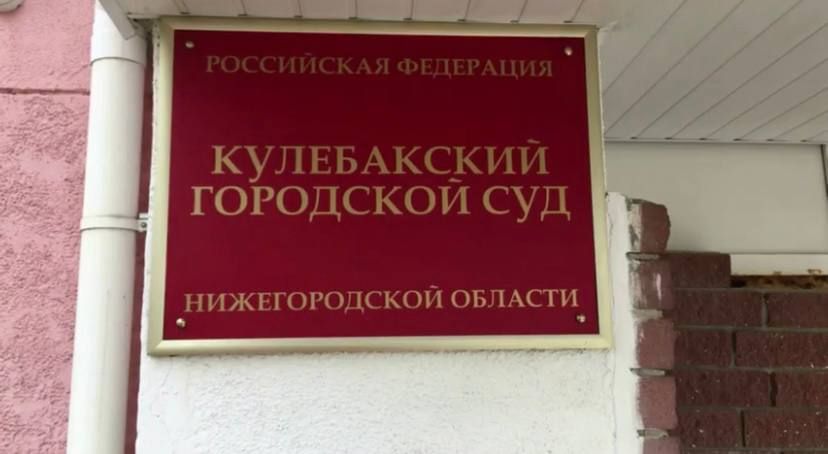 РОССИЙСКАЯ ФЕДЕРАЦИЯ
КУЛЕБАКСКИЙ
ГОРОДСКОЙ СУД
НИЖЕГОРОДСКОЙ ОБЛАСТИ